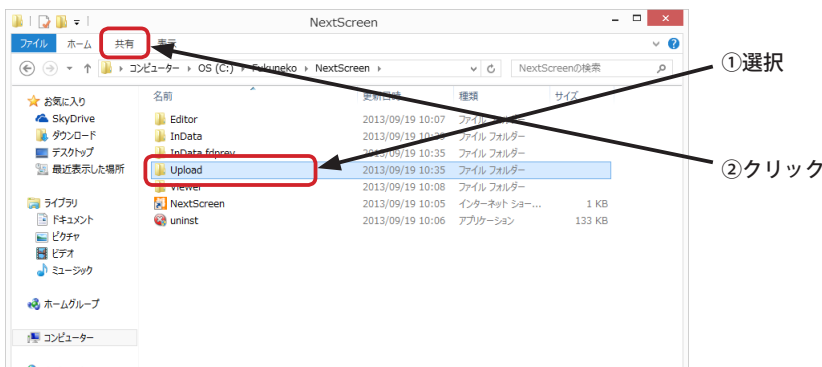 NextScreen
ファイル ホーム 共有 表示
コンピューター OS (C:) Fukuneko NextScreen NextScreenの検索
①選択
名前 更新日時 種類 サイズ
お気に入り
SkyDrive
ダウンロード
デスクトップ
最近表示した場所
Editor 2013/09/19 10:07 ファイル フォルダー
InData 2013/09/19 ファイル フォルダー
InData.fdprev 2013/09/19 10:35 ファイル フォルダー
Upload 2013/09/19 10:35 ファイル フォルダー
Viewer 2013/09/19 10:08 ファイル フォルダー
NextScreen 2013/09/19 10:05 インターネット ショー... 1 KB
uninst 2013/09/19 10:06 アプリケーション 133 KB
②クリック
ライブラリ
ドキュメント
ピクチャ
ビデオ
ミュージック
ホームグループ
コンピューター